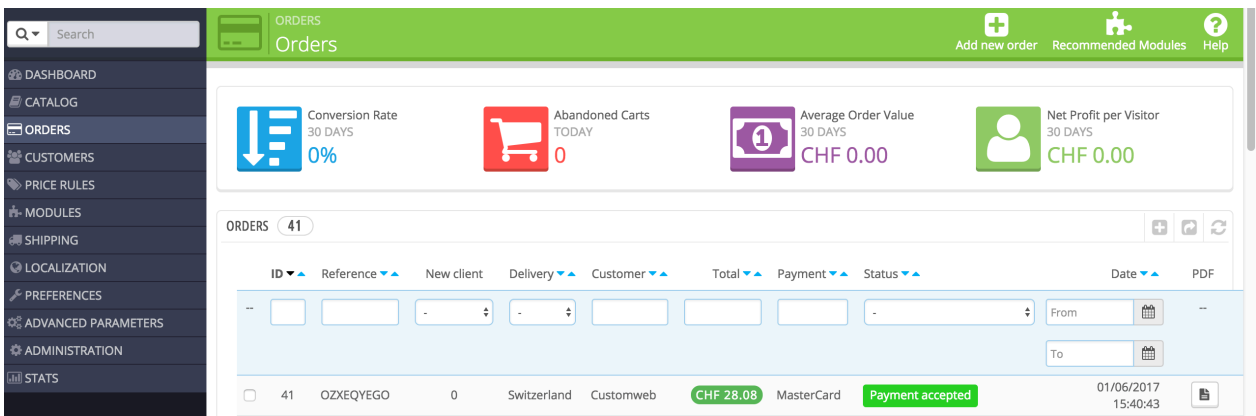 Search
DASHBOARD
CATALOG
ORDERS
CUSTOMERS
PRICE RULES
MODULES
SHIPPING
LOCALIZATION
PREFERENCES
ADVANCED PARAMETERS
ADMINISTRATION
STATS
ORDERS
Orders
Add new order Recommended Modules Help
Conversion Rate
30 DAYS
0%
Abandoned Carts
TODAY
0
1
Average Order Value
30 DAYS
CHF 0.00
Net Profit per Visitor
30 DAYS
CHF 0.00
ORDERS 41
ID Reference New client Delivery Customer Total Payment Status Date PDF
-- - - - From --
To
41 OZXEQYEGO 0 Switzerland Customweb CHF 28.08 MasterCard Payment accepted 01/06/2017
15:40:43